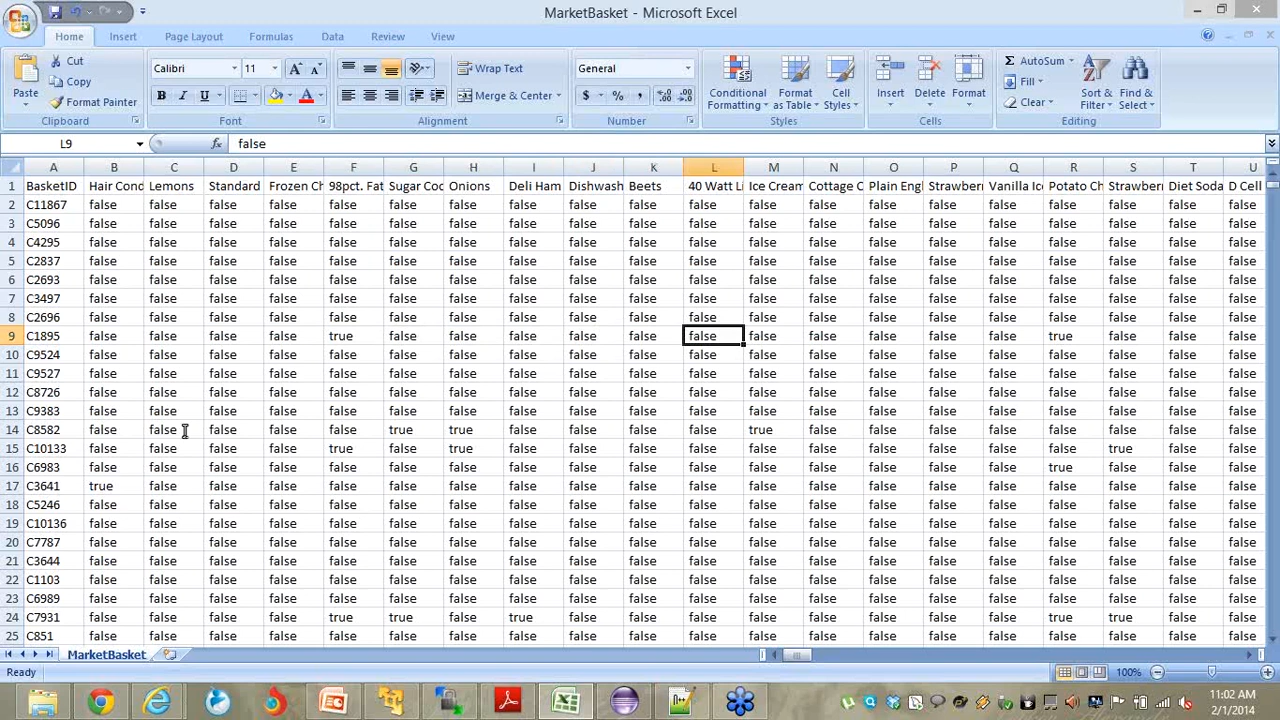 MarketBasket - Microsoft Excel
Home Insert Page Layout Formulas Data Review View
Paste Cut Copy Format Painter
Calibri 11 B I U
Wrap Text Merge & Center
General $ % ,
Conditional Formatting Format as Table Cell Styles
Insert Delete Format
Σ AutoSum Fill Clear Sort & Filter Find & Select
Clipboard Font Alignment Number Styles Cells Editing
L9 fx false
A B C D E F G H I J K L M N O P Q R S T U
1 BasketID Hair Cond Lemons Standard Frozen Ch 98pct. Fat Sugar Coo Onions Deli Ham Dishwash Beets 40 Watt Li Ice Cream Cottage C Plain Engl Strawberr Vanilla Ice Potato Ch Strawberr Diet Soda D Cell
2 C11867 false false false false false false false false false false false false false false false false false false false false
3 C5096 false false false false false false false false false false false false false false false false false false false false
4 C4295 false false false false false false false false false false false false false false false false false false false false
5 C2837 false false false false false false false false false false false false false false false false false false false false
6 C2693 false false false false false false false false false false false false false false false false false false false false
7 C3497 false false false false false false false false false false false false false false false false false false false false
8 C2696 false false false false false false false false false false false false false false false false false false false false
9 C1895 false false false false true false false false false false false false false false false false true false false false
10 C9524 false false false false false false false false false false false false false false false false false false false false
11 C9527 false false false false false false false false false false false false false false false false false false false false
12 C8726 false false false false false false false false false false false false false false false false false false false false
13 C9383 false false false false false false false false false false false false false false false false false false false false
14 C8582 false false false false false true true false false false false true false false false false false false false false
15 C10133 false false false false true false true false false false false false false false false false false true false false
16 C6983 false false false false false false false false false false false false false false false false true false false false
17 C3641 true false false false false false false false false false false false false false false false false false false false
18 C5246 false false false false false false false false false false false false false false false false false false false false
19 C10136 false false false false false false false false false false false false false false false false false false false false
20 C7787 false false false false false false false false false false false false false false false false false false false false
21 C3644 false false false false false false false false false false false false false false false false false false false false
22 C1103 false false false false false false false false false false false false false false false false false false false false
23 C6989 false false false false false false false false false false false false false false false false false false false false
24 C7931 false false false false true true false true false false false false false false false false true true false false
25 C851 false false false false false false false false false false false false false false false false false false false false
MarketBasket
Ready 100%
11:02 AM
2/1/2014